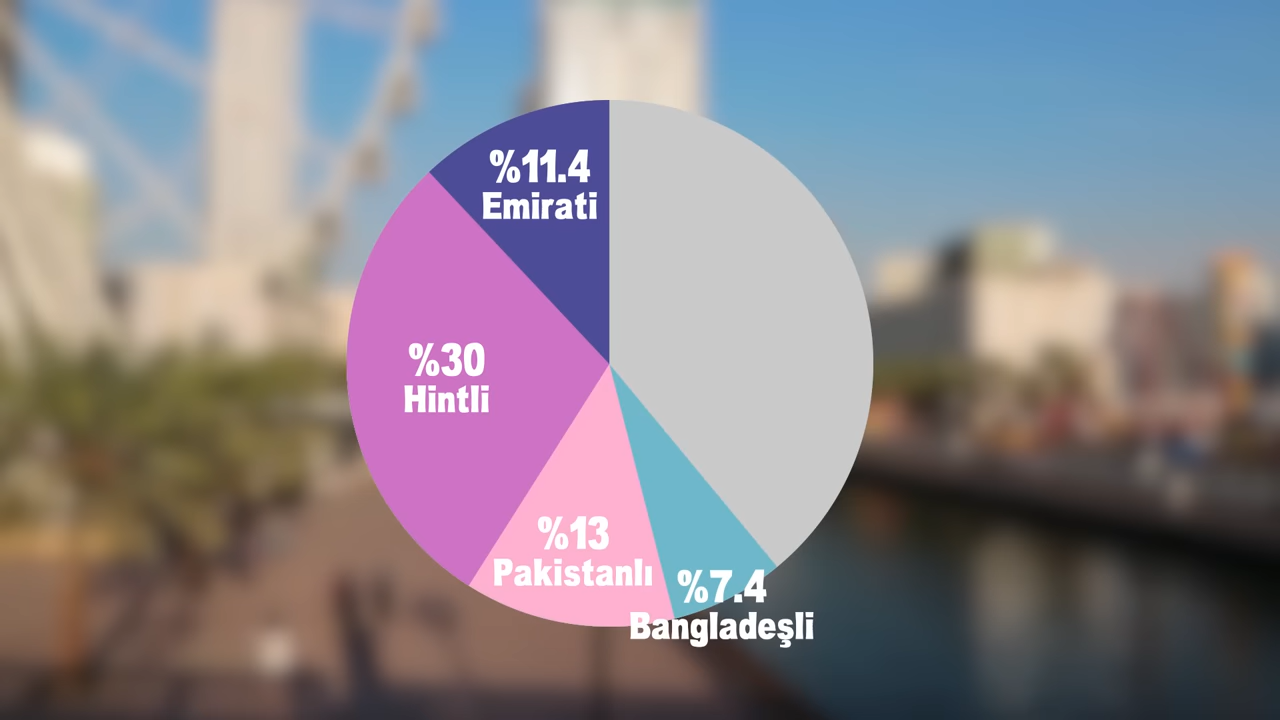 %11.4
Emirati
%30
Hintli
%13
Pakistanlı
%7.4
Bangladeşli